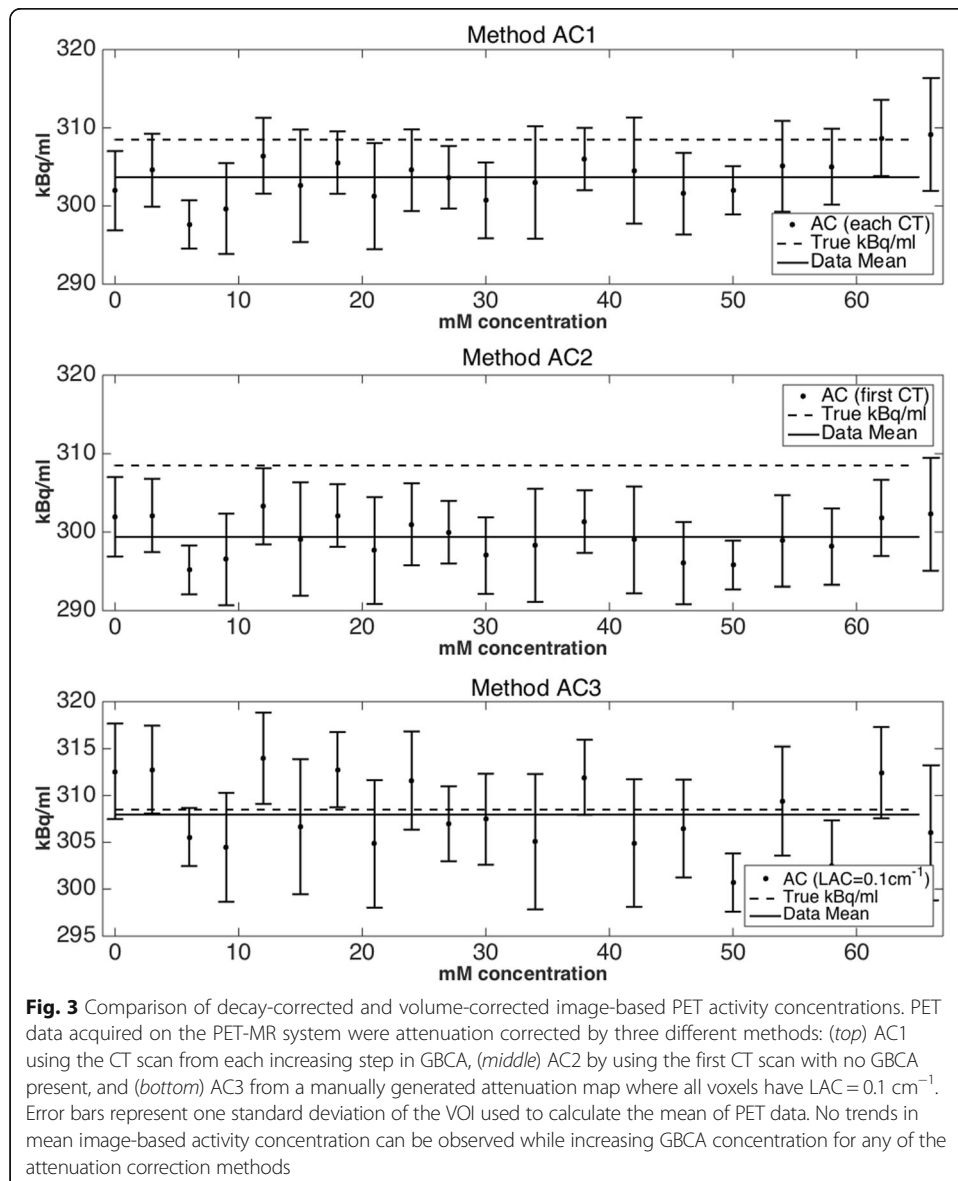 Method AC1
320
310
300
290
kBq/ml
AC (each CT)
True kBq/ml
Data Mean
0 10 20 30 40 50 60
mM concentration
Method AC2
320
310
300
290
kBq/ml
AC (first CT)
True kBq/ml
Data Mean
0 10 20 30 40 50 60
mM concentration
Method AC3
320
315
310
305
300
295
kBq/ml
AC (LAC=0.1cm⁻¹)
True kBq/ml
Data Mean
0 10 20 30 40 50 60
mM concentration
Fig. 3 Comparison of decay-corrected and volume-corrected image-based PET activity concentrations. PET
data acquired on the PET-MR system were attenuation corrected by three different methods: (top) AC1
using the CT scan from each increasing step in GBCA, (middle) AC2 by using the first CT scan with no GBCA
present, and (bottom) AC3 from a manually generated attenuation map where all voxels have LAC = 0.1 cm⁻¹.
Error bars represent one standard deviation of the VOI used to calculate the mean of PET data. No trends in
mean image-based activity concentration can be observed while increasing GBCA concentration for any of the
attenuation correction methods